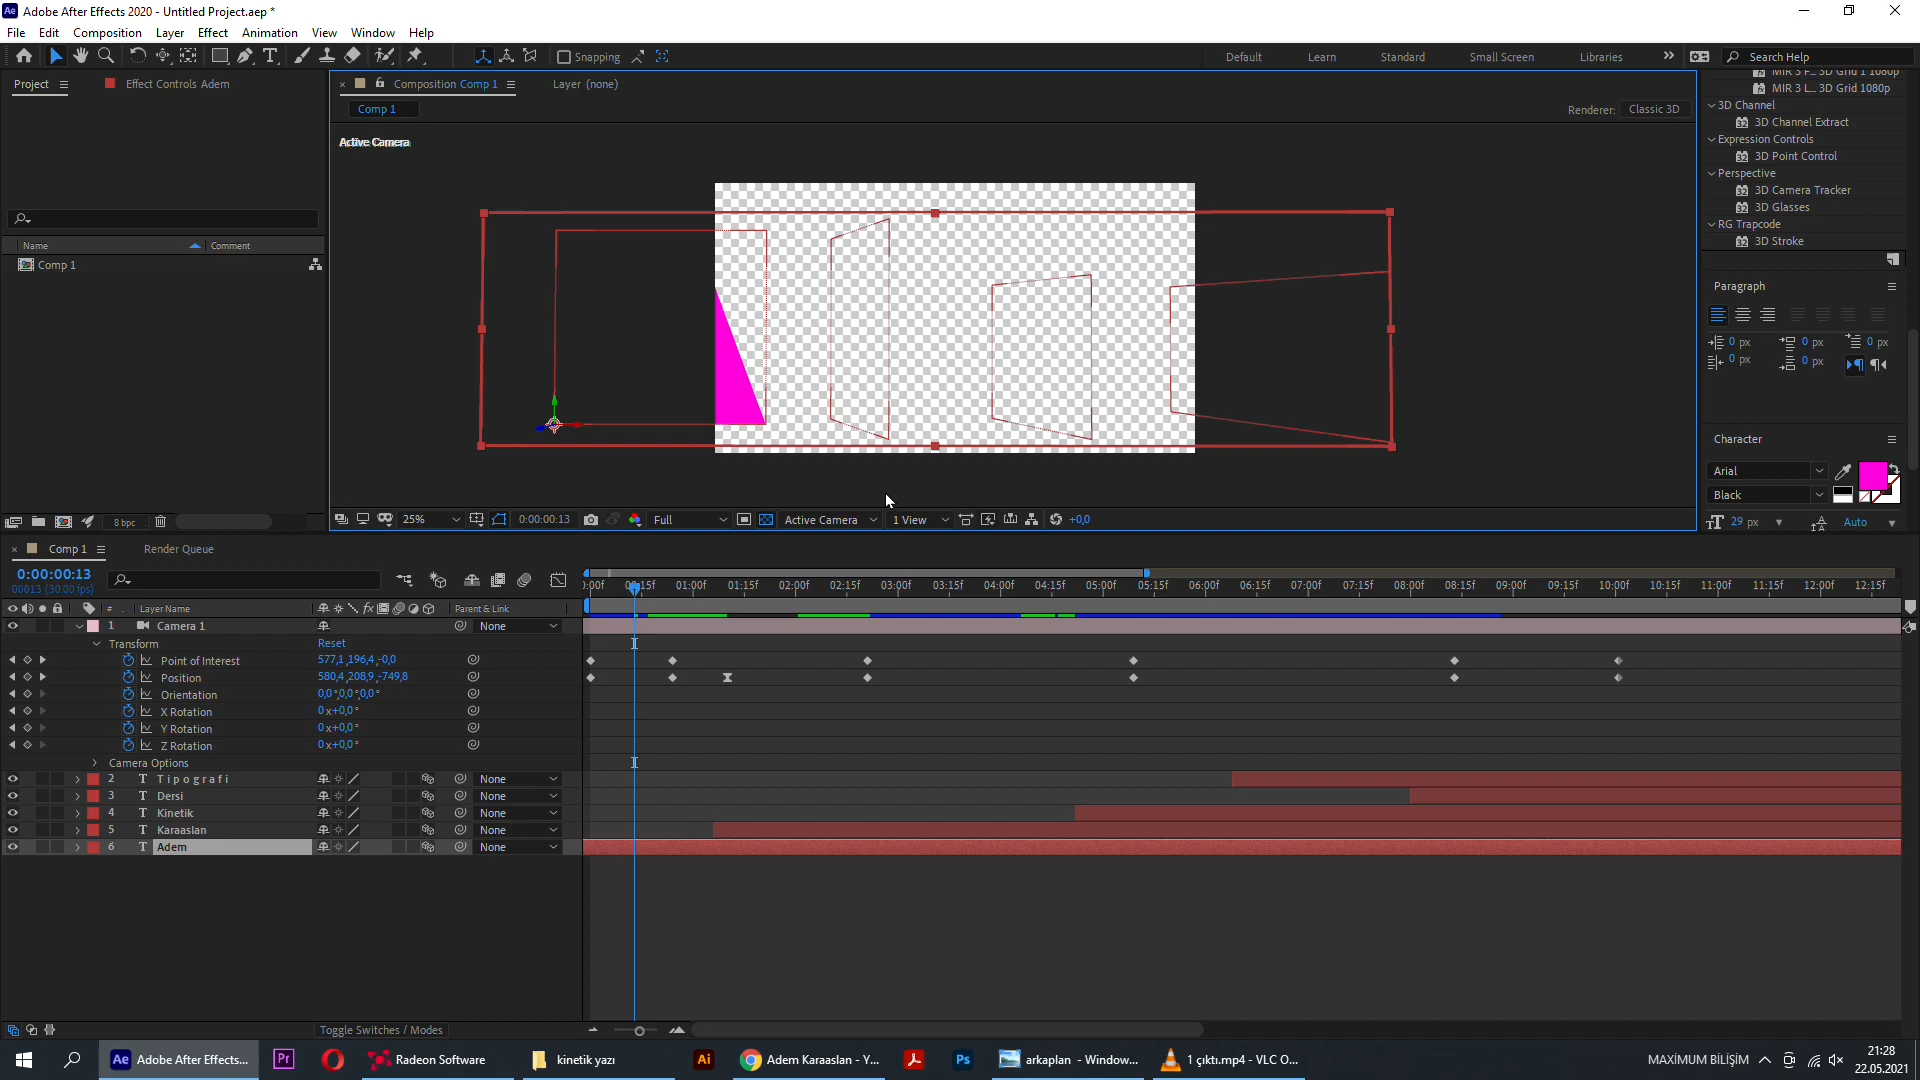 Adobe After Effects 2020 - Untitled Project.aep *
File Edit Composition Layer Effect Animation View Window Help
Snapping Default Learn Standard Small Screen Libraries Search Help
Project Effect Controls Adem
Composition Comp 1 Layer (none)
Comp 1
Renderer: Classic 3D
Active Camera
Name Comment
Comp 1
8 bpc
25% 0:00:00:13 Full Active Camera 1 View +0,0
MIR 3 F... 3D Grid 1 1080p
MIR 3 L... 3D Grid 1080p
3D Channel
3D Channel Extract
Expression Controls
3D Point Control
Perspective
3D Camera Tracker
3D Glasses
RG Trapcode
3D Stroke
Paragraph
0 px 0 px 0 px
0 px 0 px
Character
Arial
Black
29 px Auto
Comp 1 Render Queue
0:00:00:13
00013 (30.00 fps)
00f 00:15f 01:00f 01:15f 02:00f 02:15f 03:00f 03:15f 04:00f 04:15f 05:00f 05:15f 06:00f 06:15f 07:00f 07:15f 08:00f 08:15f 09:00f 09:15f 10:00f 10:15f 11:00f 11:15f 12:00f 12:15f
# Layer Name Parent & Link
1 Camera 1 None
Transform Reset
Point of Interest 577,1,196,4,-0,0
Position 580,4,208,9,-749,8
Orientation 0,0°,0,0°,0,0°
X Rotation 0x+0,0°
Y Rotation 0x+0,0°
Z Rotation 0x+0,0°
Camera Options
2 T T i p o g r a f i None
3 T Dersi None
4 T Kinetik None
5 T Karaaslan None
6 T Adem None
Toggle Switches / Modes
Adobe After Effects... Radeon Software kinetik yazı Adem Karaaslan - Y... arkaplan - Window... 1 çıktı.mp4 - VLC O... MAXİMUM BİLİŞİM
21:28
22.05.2021